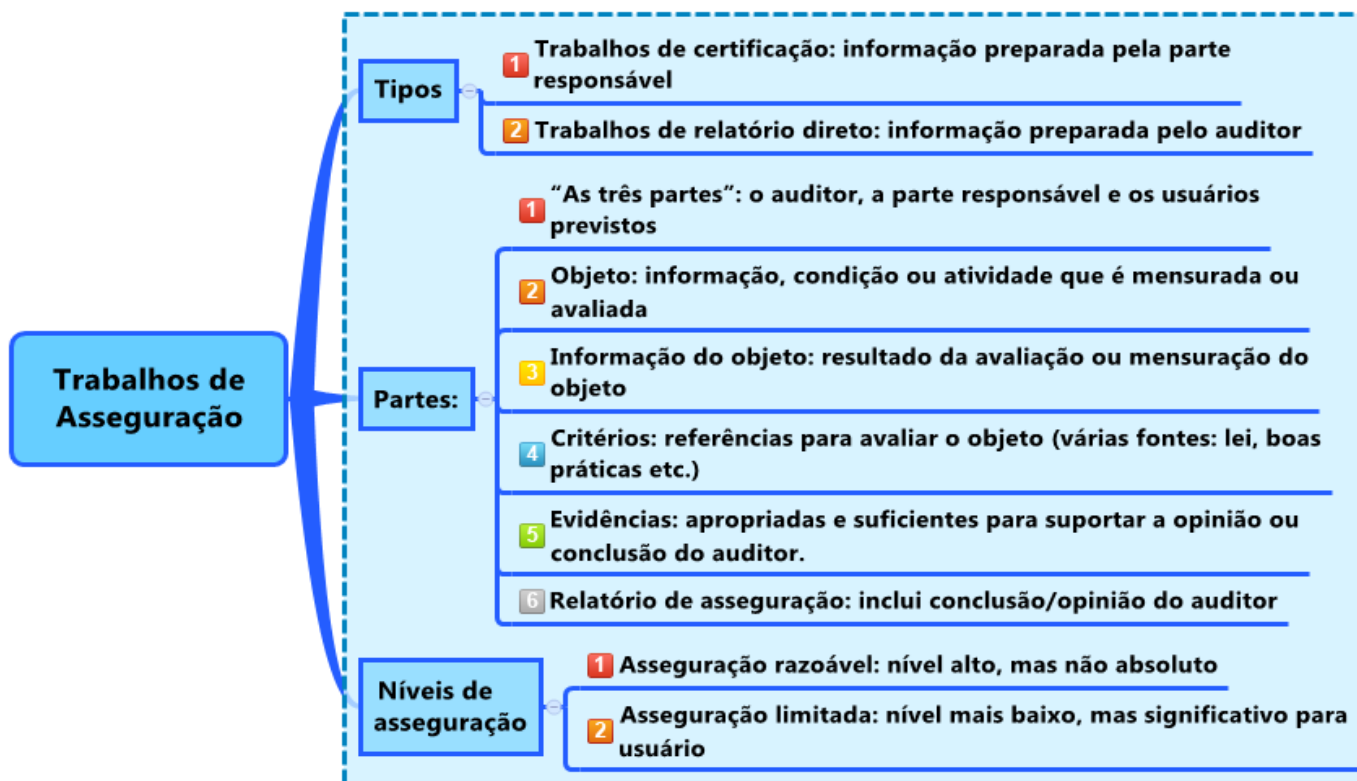 Trabalhos de
Asseguração
Tipos
1 Trabalhos de certificação: informação preparada pela parte
responsável
2 Trabalhos de relatório direto: informação preparada pelo auditor
Partes:
1 “As três partes”: o auditor, a parte responsável e os usuários
previstos
2 Objeto: informação, condição ou atividade que é mensurada ou
avaliada
3 Informação do objeto: resultado da avaliação ou mensuração do
objeto
4 Critérios: referências para avaliar o objeto (várias fontes: lei, boas
práticas etc.)
5 Evidências: apropriadas e suficientes para suportar a opinião ou
conclusão do auditor.
6 Relatório de asseguração: inclui conclusão/opinião do auditor
Níveis de
asseguração
1 Asseguração razoável: nível alto, mas não absoluto
2 Asseguração limitada: nível mais baixo, mas significativo para
usuário